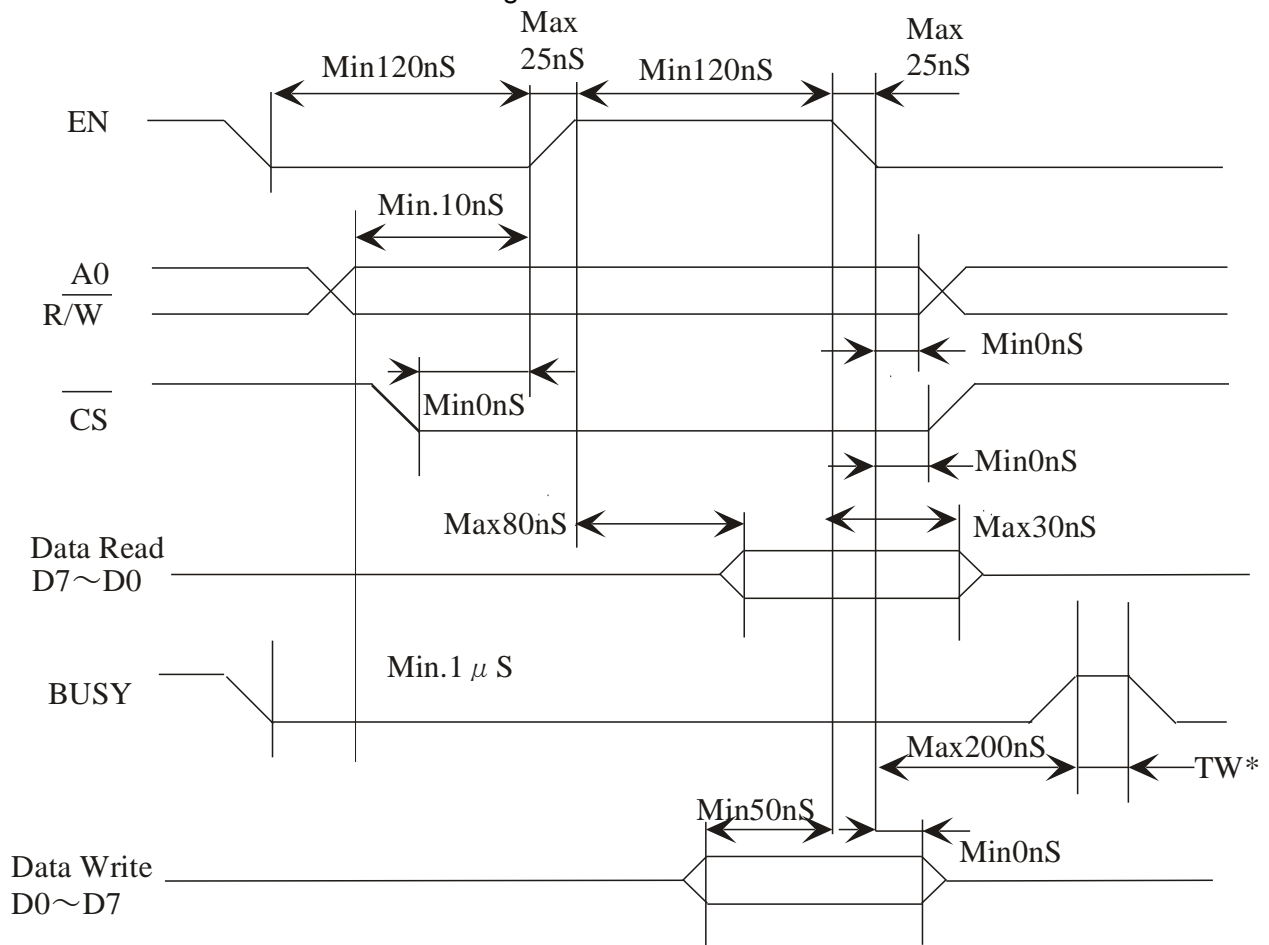 Max
25nS
Max
25nS
Min120nS
Min120nS
EN
Min.10nS
A0
R/W
Min0nS
Min0nS
CS
Min0nS
Max80nS
Max30nS
Data Read
D7～D0
Min.1 μ S
BUSY
Max200nS
TW*
Min50nS
Min0nS
Data Write
D0～D7